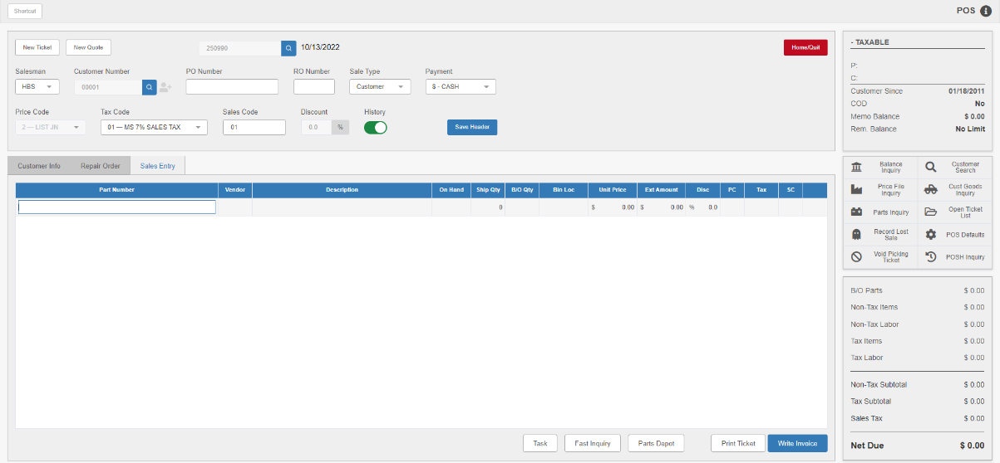 Shortcut
POS
New Ticket
New Quote
250990
10/13/2022
Home/Quit
Salesman
Customer Number
PO Number
RO Number
Sale Type
Payment
HBS
00001
Customer
$ - CASH
Price Code
Tax Code
Sales Code
Discount
History
2 — LIST JN
01 — MS 7% SALES TAX
01
0.0
%
Save Header
- TAXABLE
P:
C:
Customer Since 01/18/2011
COD No
Memo Balance $ 0.00
Rem. Balance No Limit
Customer Info
Repair Order
Sales Entry
Part Number Vendor Description On Hand Ship Qty B/O Qty Bin Loc Unit Price Ext Amount Disc PC Tax SC
0 $ 0.00 $ 0.00 % 0.0
Balance
Inquiry
Customer
Search
Price File
Inquiry
Cust Goods
Inquiry
Parts Inquiry
Open Ticket
List
Record Lost
Sale
POS Defaults
Void Picking
Ticket
POSH Inquiry
B/O Parts $ 0.00
Non-Tax Items $ 0.00
Non-Tax Labor $ 0.00
Tax Items $ 0.00
Tax Labor $ 0.00
Non-Tax Subtotal $ 0.00
Tax Subtotal $ 0.00
Sales Tax $ 0.00
Net Due $ 0.00
Task
Fast Inquiry
Parts Depot
Print Ticket
Write Invoice